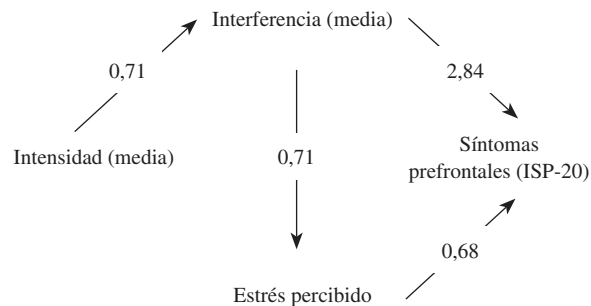 Interferencia (media)
0,71
2,84
Intensidad (media)
0,71
Síntomas
prefrontales (ISP-20)
0,68
Estrés percibido